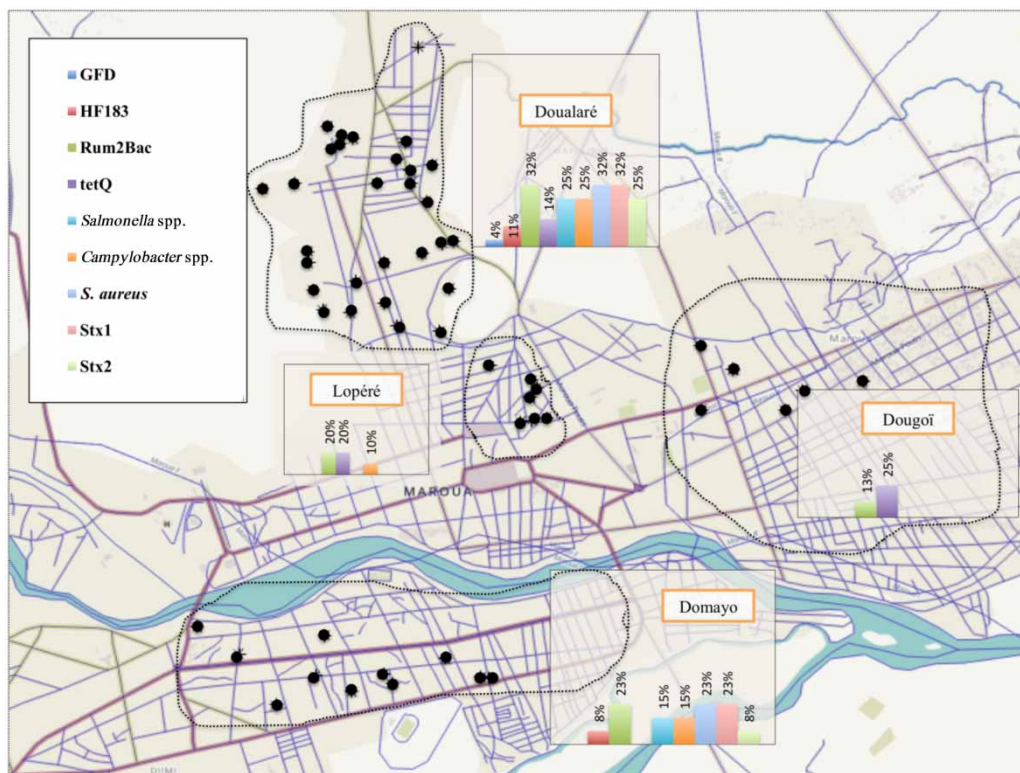 GFD
HF183
Rum2Bac
tetQ
Salmonella spp.
Campylobacter spp.
S. aureus
Stx1
Stx2
Doualaré
4%
11%
32%
14%
25%
25%
32%
32%
25%
Lopéré
20%
20%
10%
Dougoï
13%
25%
MAROUA
Domayo
8%
23%
15%
15%
23%
23%
8%